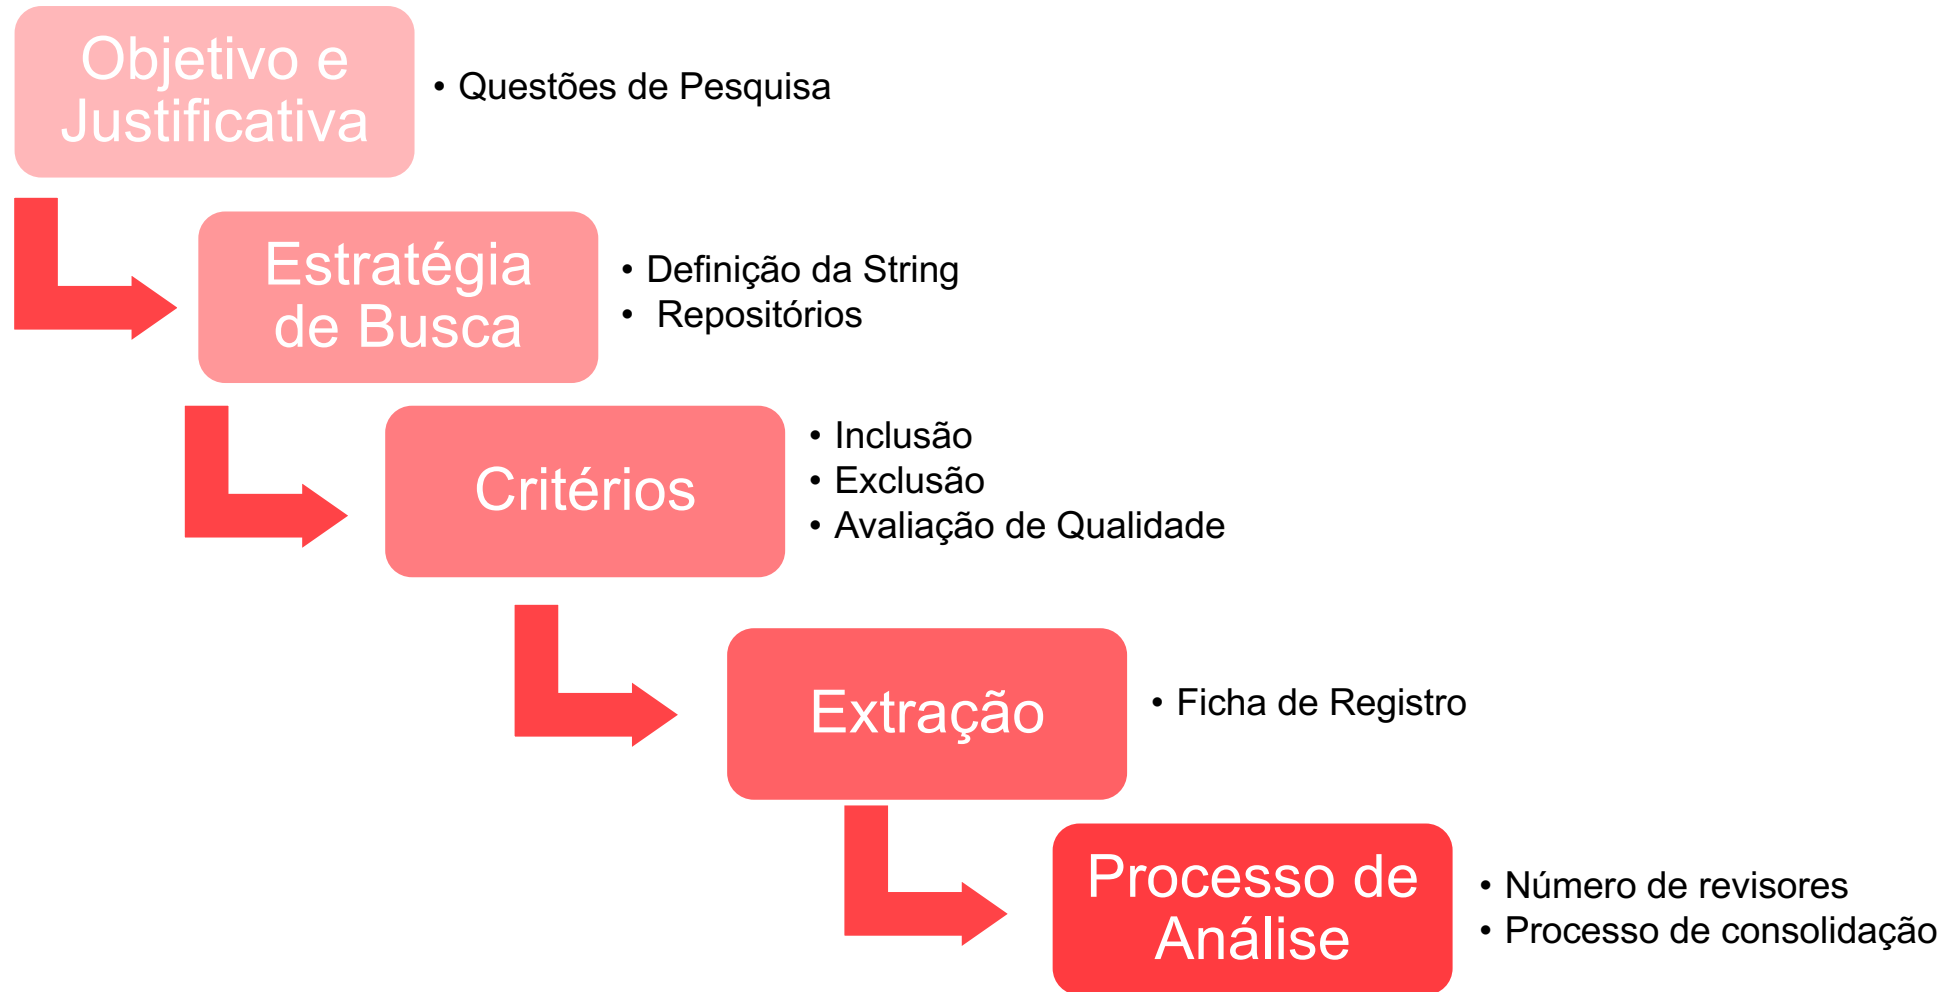 Objetivo e
Justificativa
• Questões de Pesquisa
Estratégia
de Busca
• Definição da String
• Repositórios
Critérios
• Inclusão
• Exclusão
• Avaliação de Qualidade
Extração
• Ficha de Registro
Processo de
Análise
• Número de revisores
• Processo de consolidação